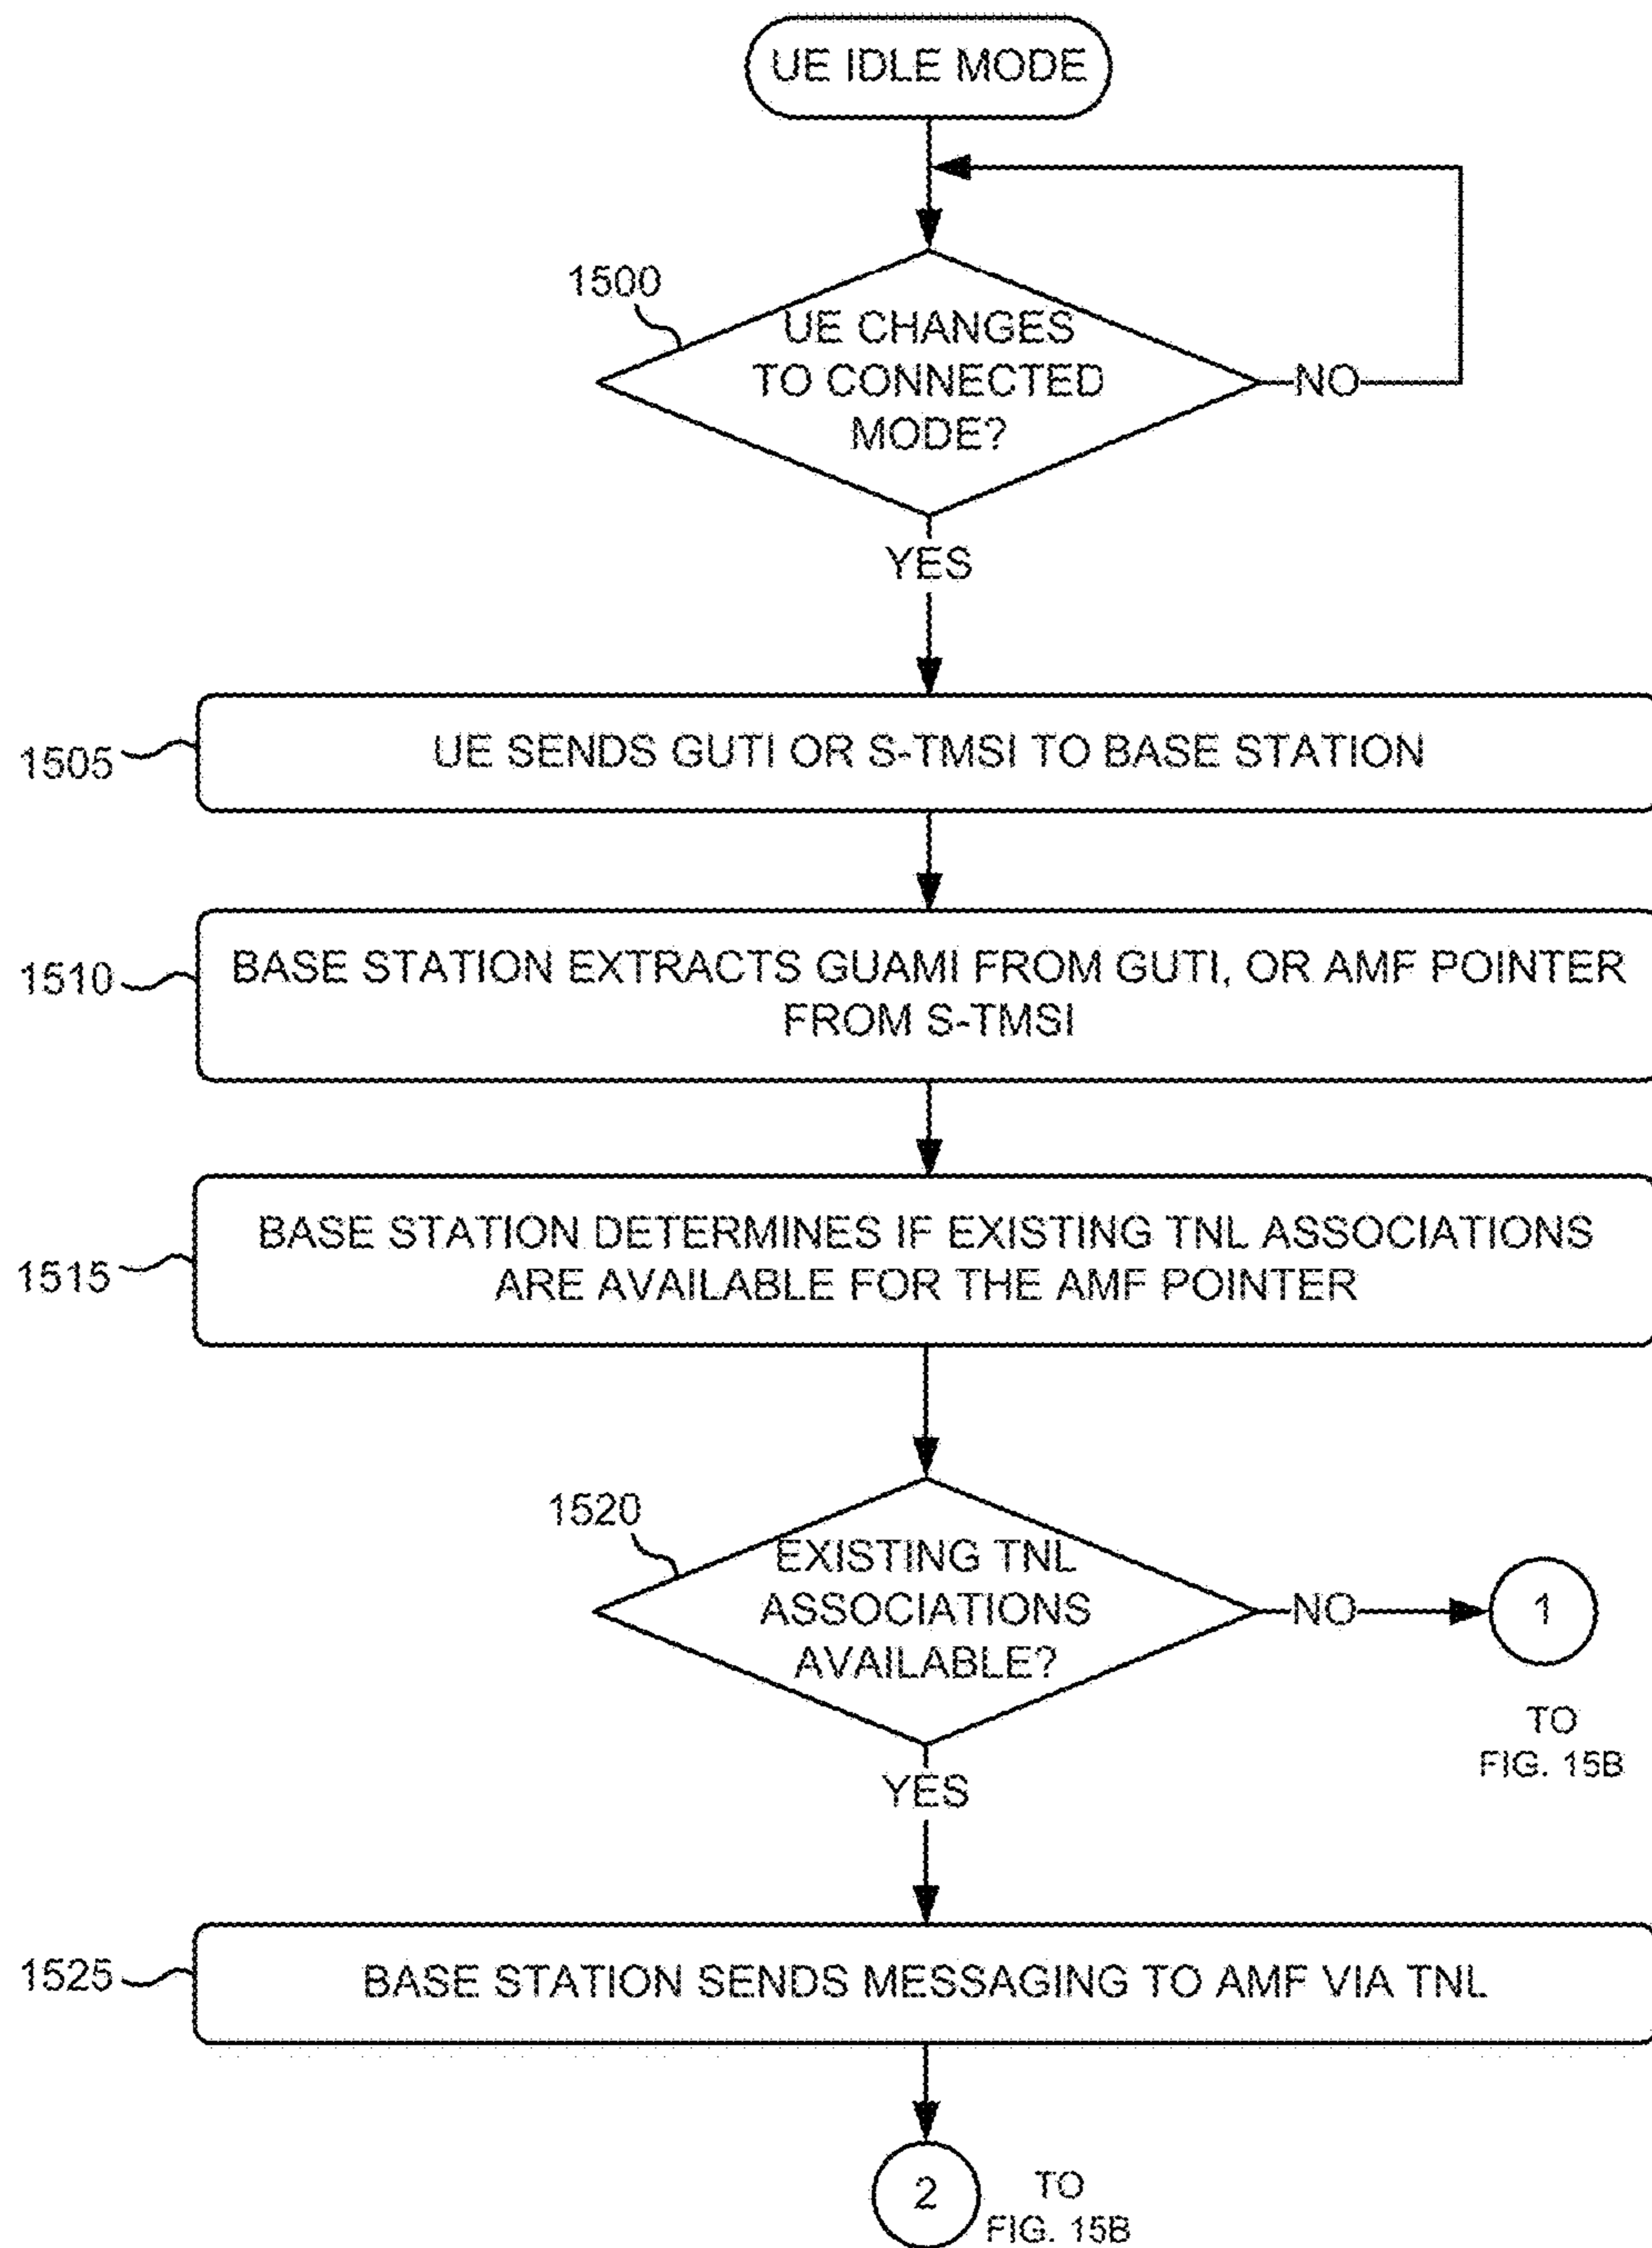 UE IDLE MODE
1500
UE CHANGES
TO CONNECTED
MODE?
NO
YES
1505
UE SENDS GUTI OR S-TMSI TO BASE STATION
1510
BASE STATION EXTRACTS GUAMI FROM GUTI, OR AMF POINTER
FROM S-TMSI
1515
BASE STATION DETERMINES IF EXISTING TNL ASSOCIATIONS
ARE AVAILABLE FOR THE AMF POINTER
1520
EXISTING TNL
ASSOCIATIONS
AVAILABLE?
NO
1
TO
FIG. 15B
YES
1525
BASE STATION SENDS MESSAGING TO AMF VIA TNL
2
TO
FIG. 15B